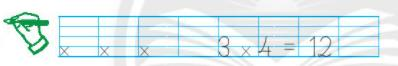 × × × 3 × 4 = 12